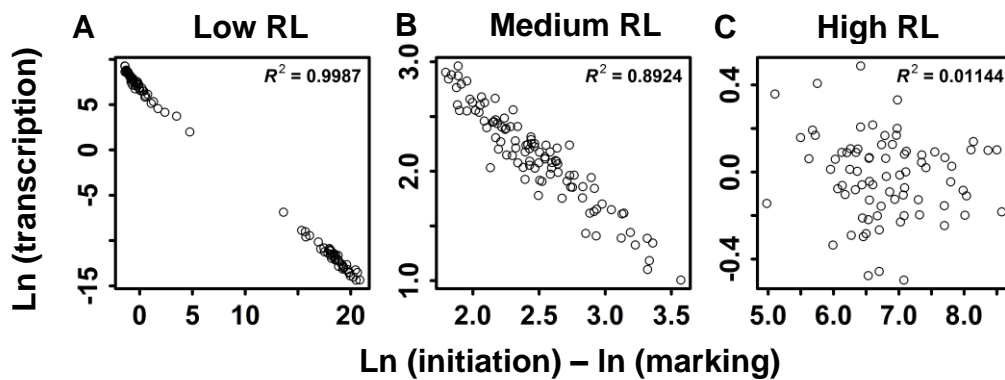 A Low RL B Medium RL C High RL
R² = 0.9987 R² = 0.8924 R² = 0.01144
Ln (transcription)
5
0
-5
-15
3.0
2.0
1.0
0.4
0.0
-0.4
0 5 10 15 20 2.0 2.5 3.0 3.5 5.0 6.0 7.0 8.0
Ln (initiation) – ln (marking)